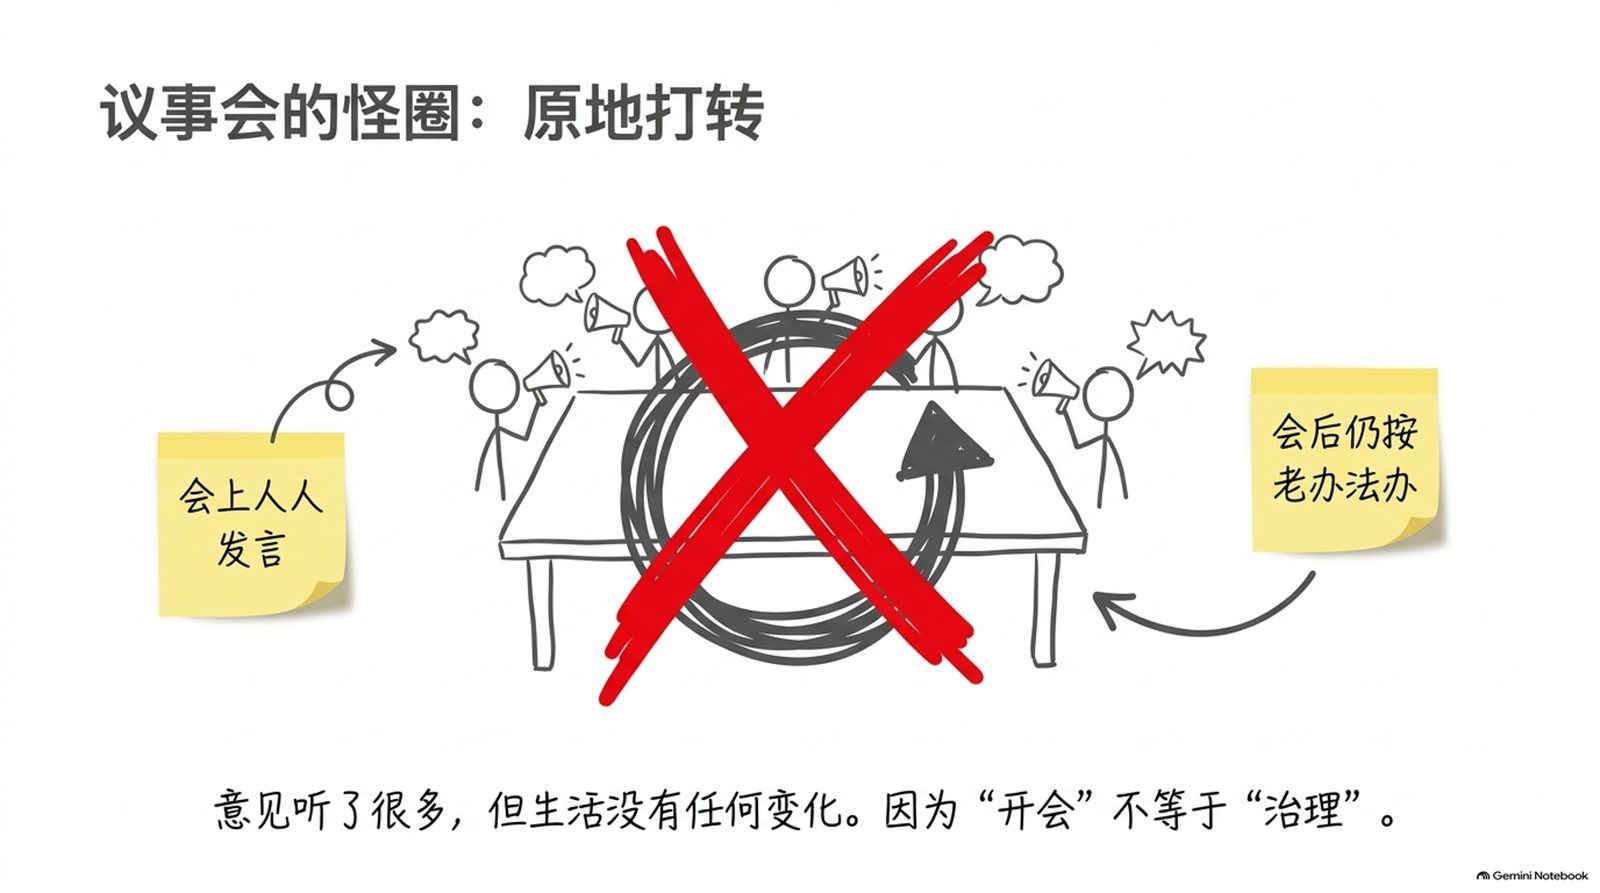 议事会的怪圈：原地打转
会上人人
发言
会后仍按
老办法办
意见听了很多，但生活没有任何变化。因为“开会”不等于“治理”。
Gemini Notebook